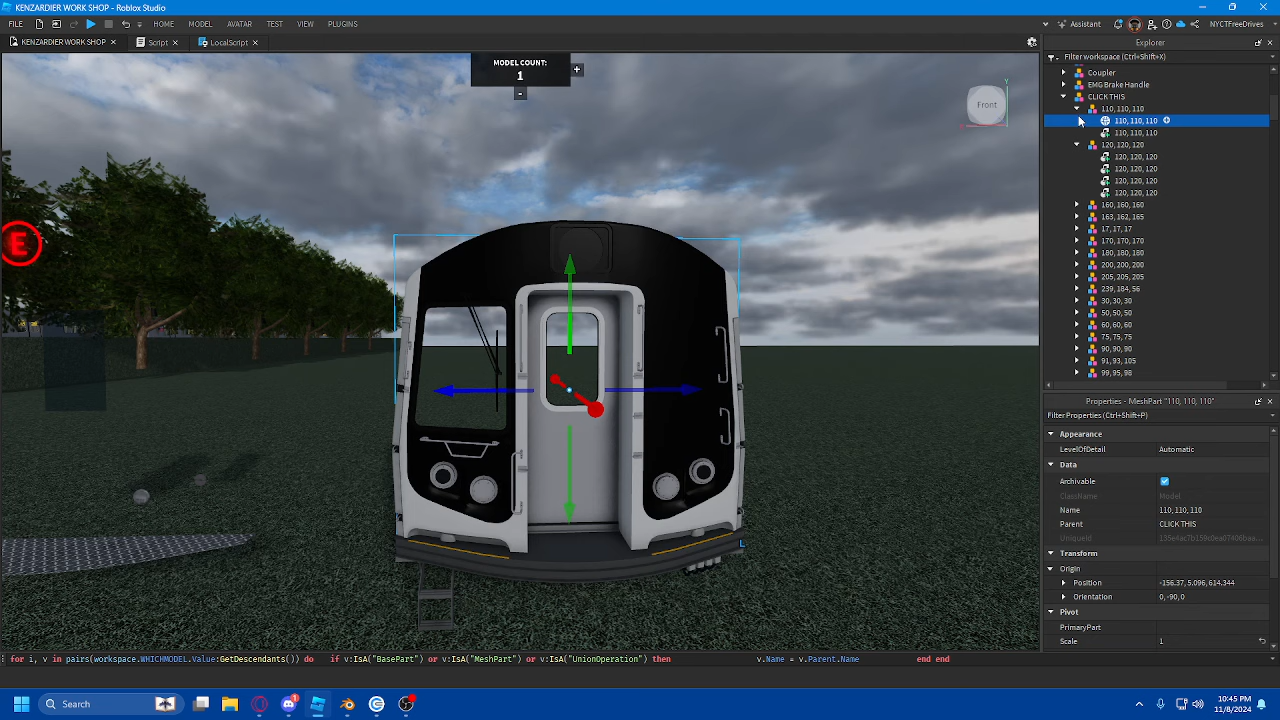 KENZARDIER WORK SHOP - Roblox Studio
FILE HOME MODEL AVATAR TEST VIEW PLUGINS Assistant NYCTFreeDrives
KENZARDIER WORK SHOP Script LocalScript
Explorer
Filter workspace (Ctrl+Shift+X)
MODEL COUNT:
1
+
-
Front
Y
E
L
Coupler
EMG Brake Handle
CLICK THIS
110, 110, 110
110, 110, 110
110, 110, 110
120, 120, 120
120, 120, 120
120, 120, 120
120, 120, 120
120, 120, 120
160, 160, 160
163, 162, 165
17, 17, 17
170, 170, 170
180, 180, 180
200, 200, 200
205, 205, 205
239, 184, 56
30, 30, 30
50, 50, 50
60, 60, 60
75, 75, 75
90, 90, 90
91, 93, 105
99, 95, 98
Properties - MeshPart "110, 110, 110"
Filter Properties (Ctrl+Shift+P)
Appearance
LevelOfDetail Automatic
Data
Archivable
ClassName Model
Name 110, 110, 110
Parent CLICK THIS
UniqueId 135e4ac7b159c0ea07406baa...
Transform
Origin
Position -156.37, 5.096, 614.344
Orientation 0, -90, 0
Pivot
PrimaryPart
Scale 1
for i, v in pairs(workspace.WHICHMODEL.Value:GetDescendants()) do if v:IsA("BasePart") or v:IsA("MeshPart") or v:IsA("UnionOperation") then v.Name = v.Parent.Name end end
Search
1
10:45 PM
11/8/2024